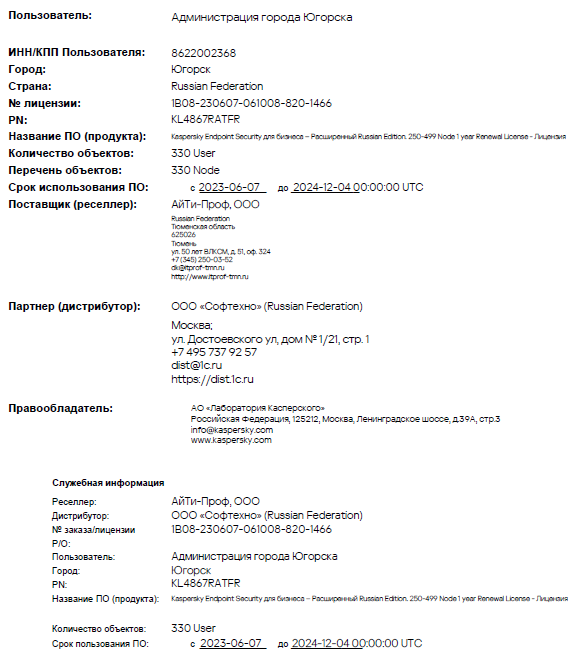 Пользователь: Администрация города Югорска
ИНН/КПП Пользователя: 8622002368
Город: Югорск
Страна: Russian Federation
№ лицензии: 1B08-230607-061008-820-1466
PN: KL4867RATFR
Название ПО (продукта): Kaspersky Endpoint Security для бизнеса – Расширенный Russian Edition. 250-499 Node 1 year Renewal License - Лицензия
Количество объектов: 330 User
Перечень объектов: 330 Node
Срок использования ПО: с 2023-06-07 до 2024-12-04 00:00:00 UTC
Поставщик (реселлер): АйТи-Проф, ООО
Russian Federation
Тюменская область
625026
Тюмень
ул. 50 лет ВЛКСМ, д. 51, оф. 324
+7 (345) 250-03-52
dk@itprof-tmn.ru
http://www.itprof-tmn.ru
Партнер (дистрибутор): ООО «Софтехно» (Russian Federation)
Москва;
ул. Достоевского ул, дом № 1/21, стр. 1
+7 495 737 92 57
dist@1c.ru
https://dist.1c.ru
Правообладатель: АО «Лаборатория Касперского»
Российская Федерация, 125212, Москва, Ленинградское шоссе, д.39А, стр.3
info@kaspersky.com
www.kaspersky.com
Служебная информация
Реселлер: АйТи-Проф, ООО
Дистрибутор: ООО «Софтехно» (Russian Federation)
№ заказа/лицензии 1B08-230607-061008-820-1466
P/O:
Пользователь: Администрация города Югорска
Город: Югорск
PN: KL4867RATFR
Название ПО (продукта): Kaspersky Endpoint Security для бизнеса – Расширенный Russian Edition. 250-499 Node 1 year Renewal License - Лицензия
Количество объектов: 330 User
Срок пользования ПО: с 2023-06-07 до 2024-12-04 00:00:00 UTC